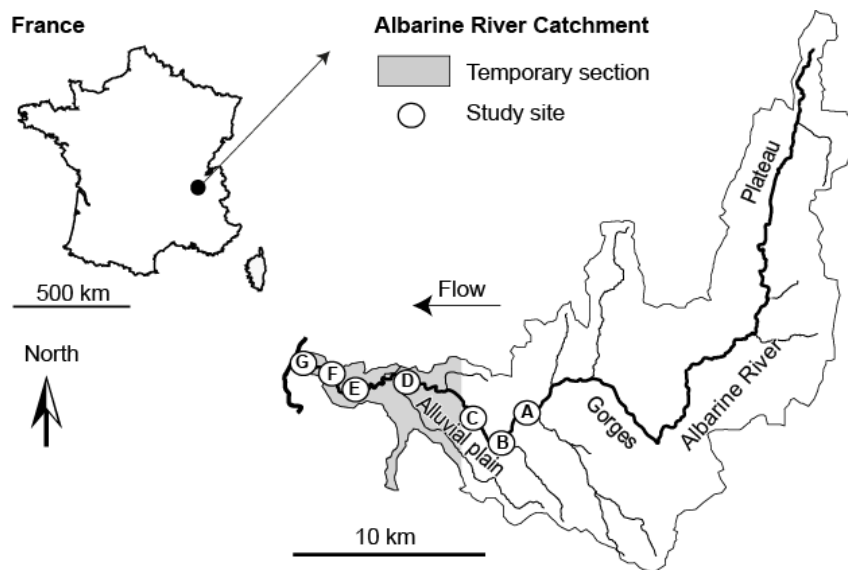 France
Albarine River Catchment
Temporary section
Study site
Plateau
500 km
Flow
North
G
F
E
D
C
B
A
Alluvial plain
Gorges
Albarine River
10 km